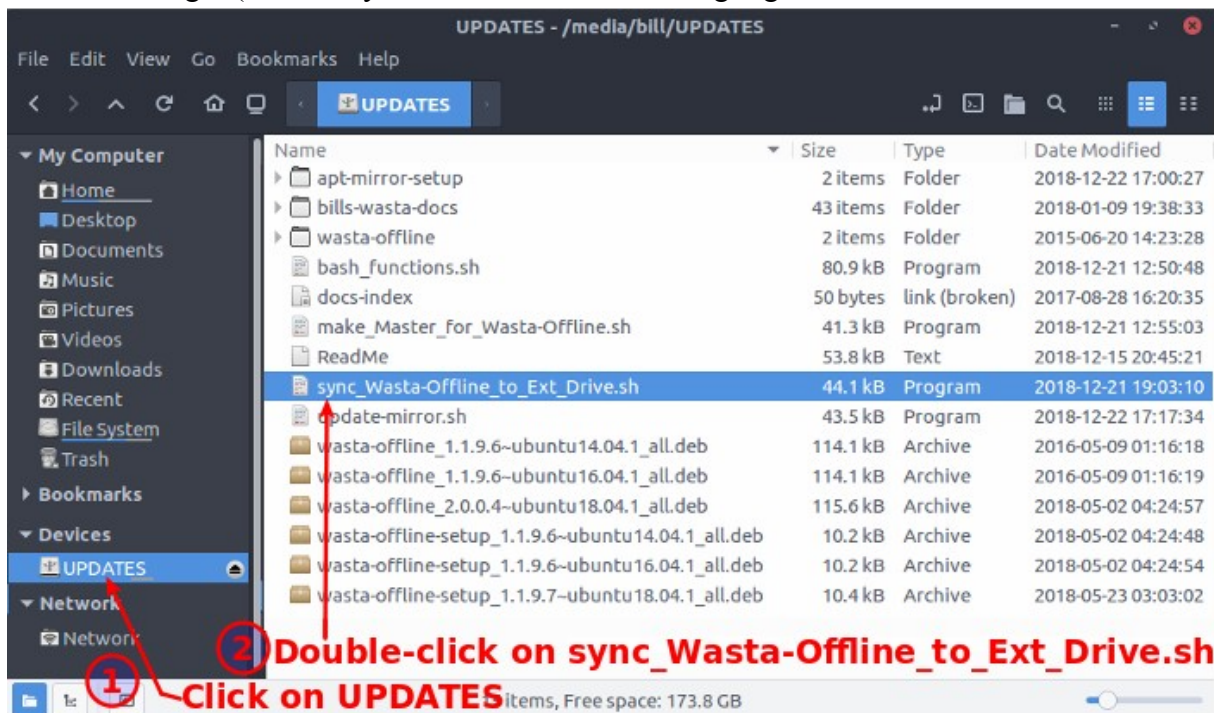 UPDATES - /media/bill/UPDATES
File Edit View Go Bookmarks Help
UPDATES
My Computer
Home
Desktop
Documents
Music
Pictures
Videos
Downloads
Recent
File System
Trash
Bookmarks
Devices
UPDATES
Network
Network
Name Size Type Date Modified
apt-mirror-setup 2 items Folder 2018-12-22 17:00:27
bills-wasta-docs 43 items Folder 2018-01-09 19:38:33
wasta-offline 2 items Folder 2015-06-20 14:23:28
bash_functions.sh 80.9 kB Program 2018-12-21 12:50:48
docs-index 50 bytes link (broken) 2017-08-28 16:20:35
make_Master_for_Wasta-Offline.sh 41.3 kB Program 2018-12-21 12:55:03
ReadMe 53.8 kB Text 2018-12-15 20:45:21
sync_Wasta-Offline_to_Ext_Drive.sh 44.1 kB Program 2018-12-21 19:03:10
update-mirror.sh 43.5 kB Program 2018-12-22 17:17:34
wasta-offline_1.1.9.6~ubuntu14.04.1_all.deb 114.1 kB Archive 2016-05-09 01:16:18
wasta-offline_1.1.9.6~ubuntu16.04.1_all.deb 114.1 kB Archive 2016-05-09 01:16:19
wasta-offline_2.0.0.4~ubuntu18.04.1_all.deb 115.6 kB Archive 2018-05-02 04:24:57
wasta-offline-setup_1.1.9.6~ubuntu14.04.1_all.deb 10.2 kB Archive 2018-05-02 04:24:48
wasta-offline-setup_1.1.9.6~ubuntu16.04.1_all.deb 10.2 kB Archive 2018-05-02 04:24:54
wasta-offline-setup_1.1.9.7~ubuntu18.04.1_all.deb 10.4 kB Archive 2018-05-23 03:03:02
2 Double-click on sync_Wasta-Offline_to_Ext_Drive.sh
1 Click on UPDATES
items, Free space: 173.8 GB